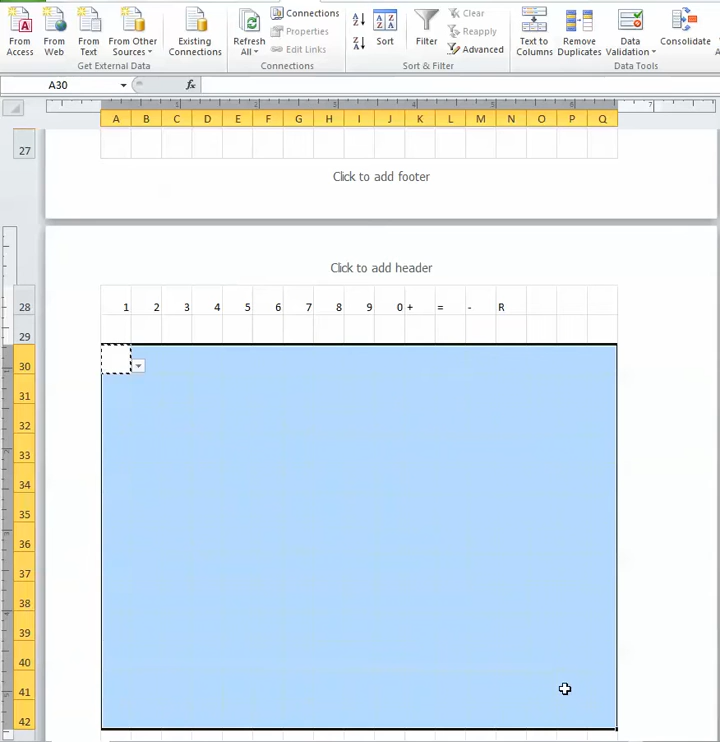 From Access
From Web
From Text
From Other Sources
Existing Connections
Get External Data
Refresh All
Connections
Properties
Edit Links
Connections
Sort
Filter
Clear
Reapply
Advanced
Sort & Filter
Text to Columns
Remove Duplicates
Data Validation
Consolidate
Data Tools
A30 fx
A B C D E F G H I J K L M N O P Q
27
Click to add footer
Click to add header
28 1 2 3 4 5 6 7 8 9 0 + = - R
29
30
31
32
33
34
35
36
37
38
39
40
41
42